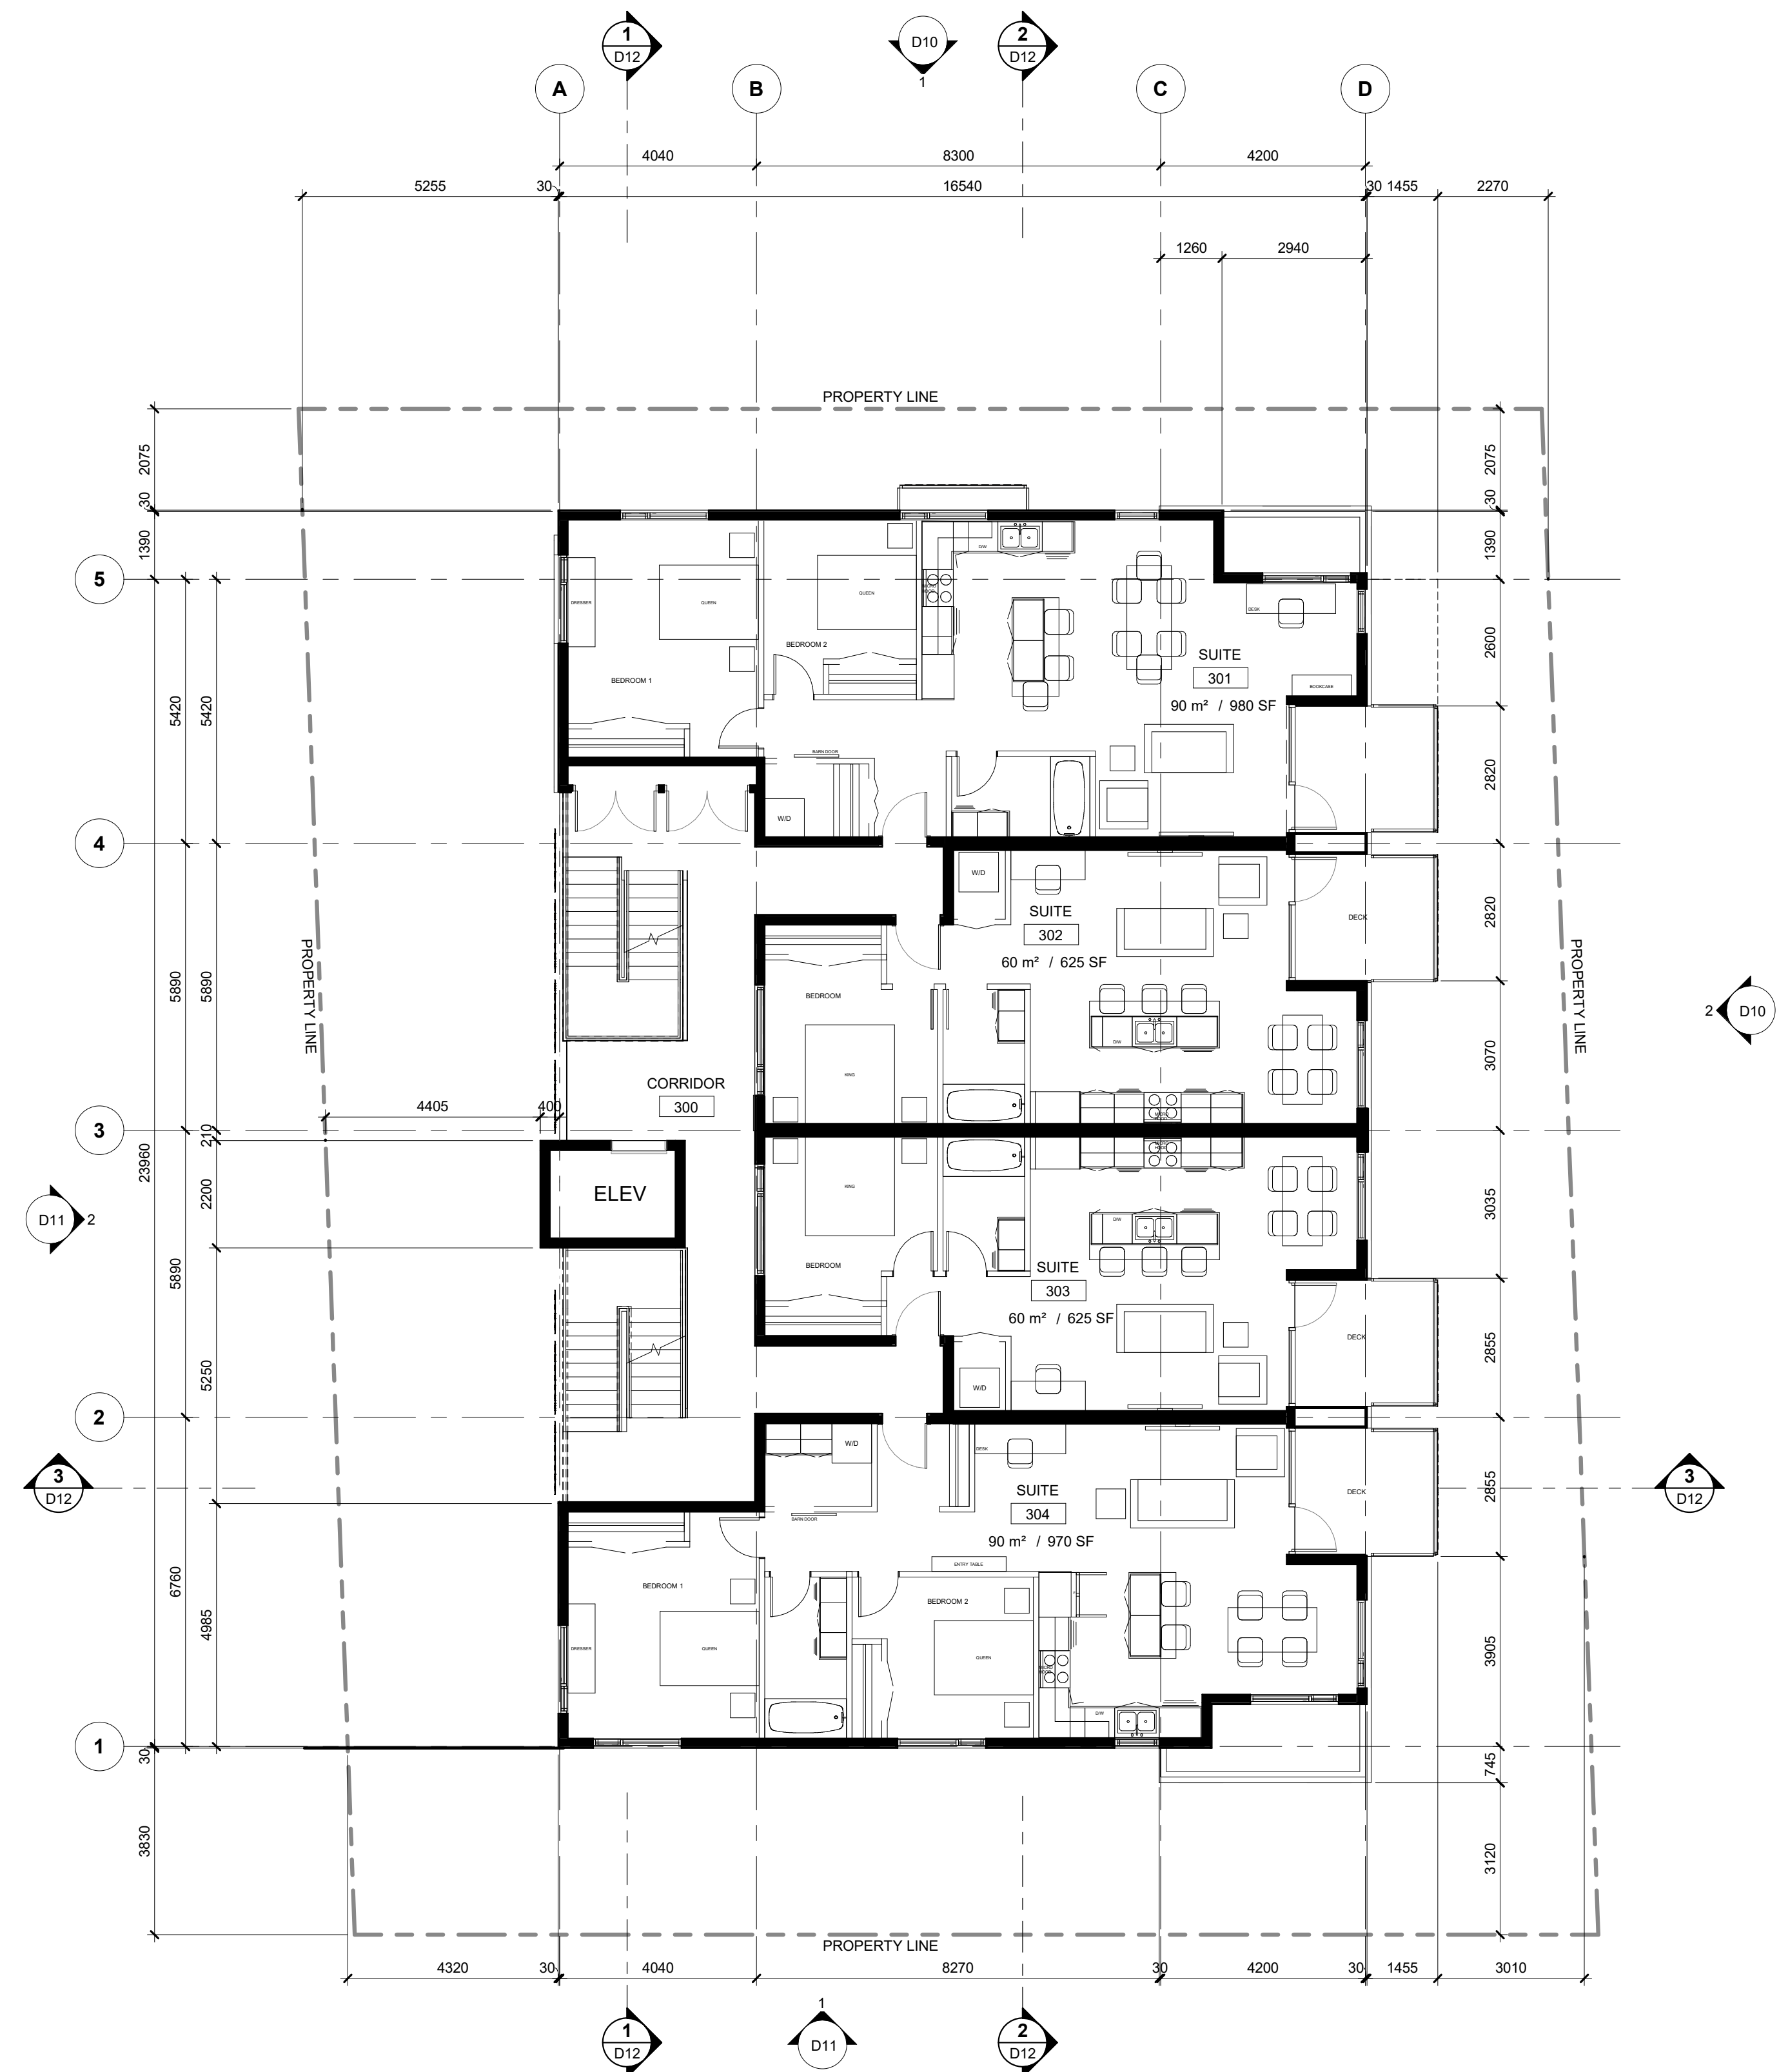 1
D12
D10
1
2
D12
A
B
C
D
4040
8300
4200
5255
30
16540
30
1455
2270
1260
2940
PROPERTY LINE
2075
30
1390
2075
30
1390
5
DRESSER
QUEEN
QUEEN
BEDROOM 2
BEDROOM 1
D/W
DESK
SUITE
301
90 m² / 980 SF
BOOKCASE
2600
5420
5420
BARN DOOR
W/D
2820
4
W/D
SUITE
302
60 m² / 625 SF
DECK
2820
PROPERTY LINE
PROPERTY LINE
5890
5890
BEDROOM
KING
D/W
3070
2
D10
CORRIDOR
300
4405
400
3
210
23960
2200
ELEV
D11
2
KING
D/W
3035
BEDROOM
SUITE
303
60 m² / 625 SF
5890
5250
DECK
2855
W/D
2
W/D
DESK
3
D12
SUITE
304
90 m² / 970 SF
DECK
2855
3
D12
BARN DOOR
ENTRY TABLE
BEDROOM 1
BEDROOM 2
6760
4985
DRESSER
QUEEN
QUEEN
D/W
3905
1
30
745
3830
3120
PROPERTY LINE
4320
30
4040
8270
30
4200
30
1455
3010
1
D12
1
D11
2
D12